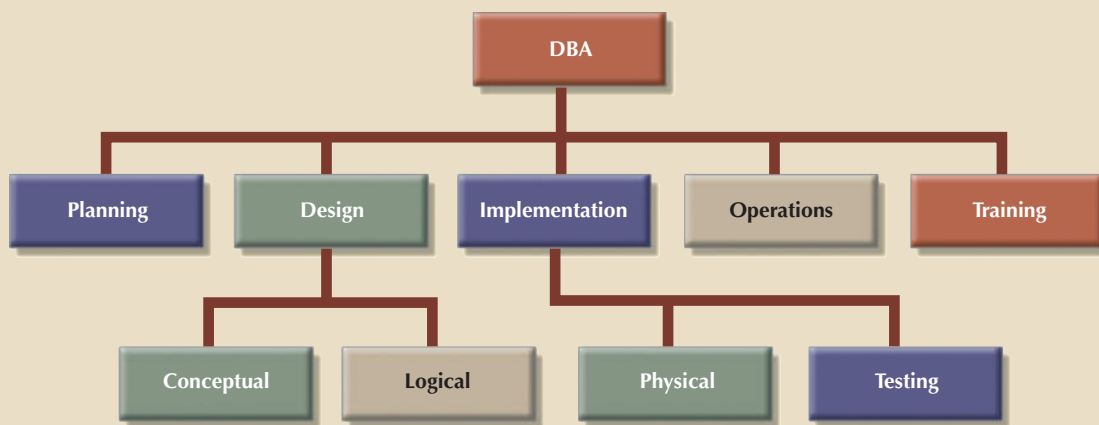 DBA
Planning
Design
Implementation
Operations
Training
Conceptual
Logical
Physical
Testing